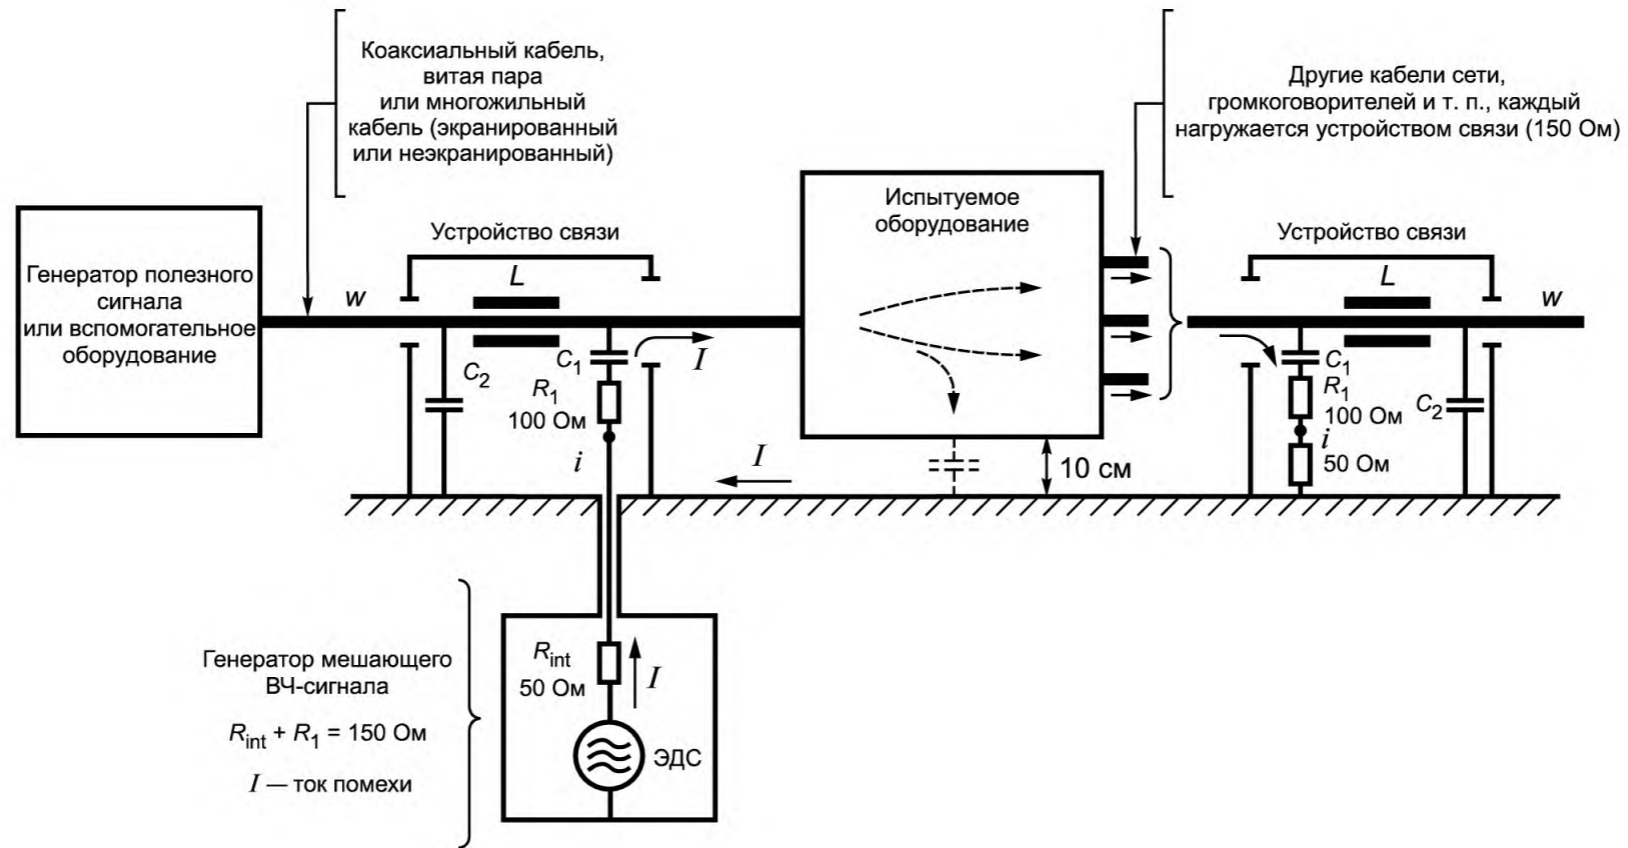 Коаксиальный кабель,
витая пара
или многожильный
кабель (экранированный
или неэкранированный)
Другие кабели сети,
громкоговорителей и т. п., каждый
нагружается устройством связи (150 Ом)
Генератор полезного
сигнала
или вспомогательное
оборудование
w
Устройство связи
L
C2
C1
R1
100 Ом
i
I
Испытуемое
оборудование
I
10 см
Устройство связи
L
w
C1
R1
100 Ом
i
50 Ом
C2
Генератор мешающего
ВЧ-сигнала
Rint + R1 = 150 Ом
I — ток помехи
Rint
50 Ом
I
ЭДС